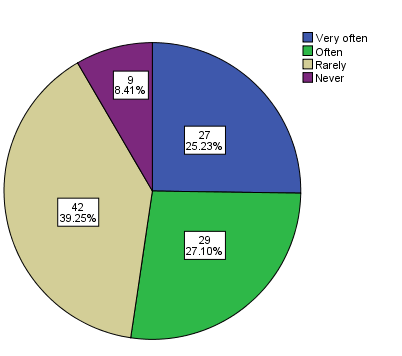 Very often
Often
Rarely
Never
9
8.41%
27
25.23%
42
39.25%
29
27.10%